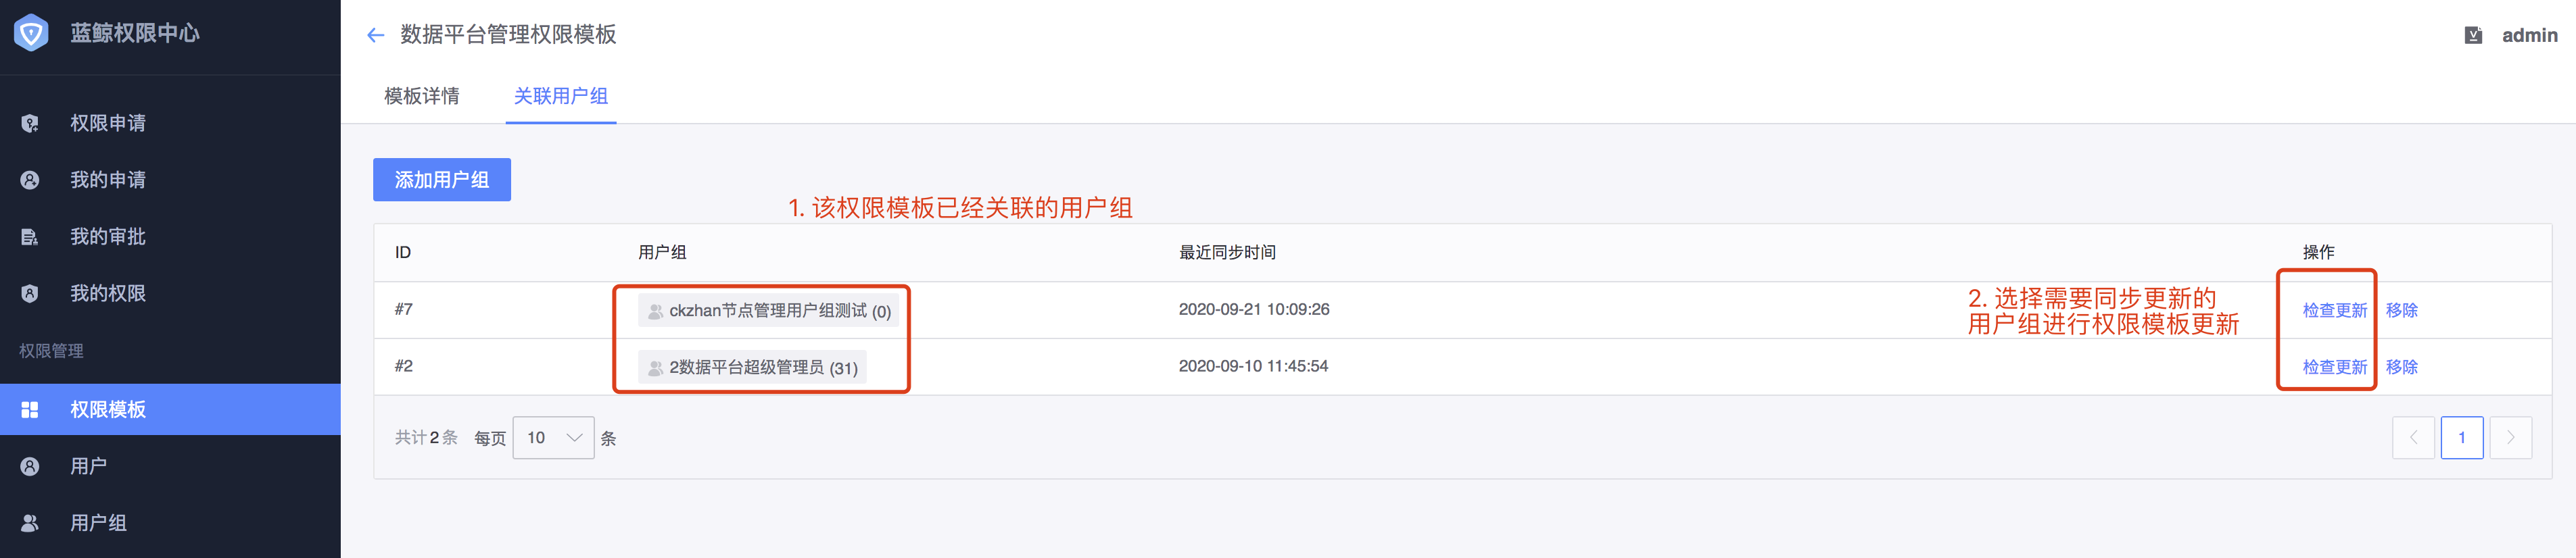 蓝鲸权限中心
权限申请
我的申请
我的审批
我的权限
权限管理
权限模板
用户
用户组
数据平台管理权限模板
admin
模板详情 关联用户组
添加用户组
1. 该权限模板已经关联的用户组
ID 用户组 最近同步时间 操作
#7 ckzhan节点管理用户组测试 (0) 2020-09-21 10:09:26 检查更新 移除
2. 选择需要同步更新的
用户组进行权限模板更新
#2 2数据平台超级管理员 (31) 2020-09-10 11:45:54 检查更新 移除
共计2条 每页 10 条 1